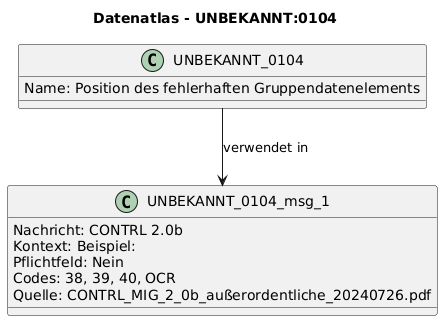 Datenatlas - UNBEKANNT:0104
C UNBEKANNT_0104
Name: Position des fehlerhaften Gruppendatenelements
verwendet in
C UNBEKANNT_0104_msg_1
Nachricht: CONTRL 2.0b
Kontext: Beispiel:
Pflichtfeld: Nein
Codes: 38, 39, 40, OCR
Quelle: CONTRL_MIG_2_0b_außerordentliche_20240726.pdf